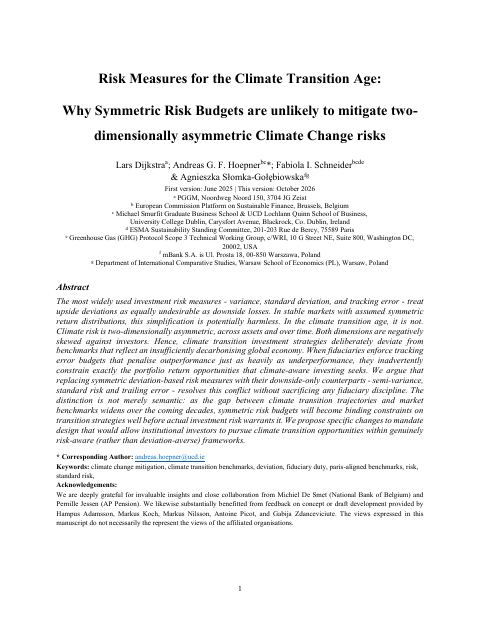 Risk Measures for the Climate Transition Age:
Why Symmetric Risk Budgets are unlikely to mitigate two-
dimensionally asymmetric Climate Change risks
Lars Dijkstraᵃ; Andreas G. F. Hoepnerᵇᶜ*; Fabiola I. Schneiderᵇᶜᵈᵉ
& Agnieszka Słomka-Gołębiowskaᶠᵍ
First version: June 2025 | This version: October 2026
ᵃ PGGM, Noordweg Noord 150, 3704 JG Zeist
ᵇ European Commission Platform on Sustainable Finance, Brussels, Belgium
ᶜ Michael Smurfit Graduate Business School & UCD Lochlann Quinn School of Business,
University College Dublin, Carysfort Avenue, Blackrock, Co. Dublin, Ireland
ᵈ ESMA Sustainability Standing Committee, 201-203 Rue de Bercy, 75589 Paris
ᵉ Greenhouse Gas (GHG) Protocol Scope 3 Technical Working Group, c/WRI, 10 G Street NE, Suite 800, Washington DC,
20002, USA
ᶠ mBank S.A. is Ul. Prosta 18, 00-850 Warszawa, Poland
ᵍ Department of International Comparative Studies, Warsaw School of Economics (PL), Warsaw, Poland
Abstract
The most widely used investment risk measures - variance, standard deviation, and tracking error - treat
upside deviations as equally undesirable as downside losses. In stable markets with assumed symmetric
return distributions, this simplification is potentially harmless. In the climate transition age, it is not.
Climate risk is two-dimensionally asymmetric, across assets and over time. Both dimensions are negatively
skewed against investors. Hence, climate transition investment strategies deliberately deviate from
benchmarks that reflect an insufficiently decarbonising global economy. When fiduciaries enforce tracking
error budgets that penalise outperformance just as heavily as underperformance, they inadvertently
constrain exactly the portfolio return opportunities that climate-aware investing seeks. We argue that
replacing symmetric deviation-based risk measures with their downside-only counterparts - semi-variance,
standard risk and trailing error - resolves this conflict without sacrificing any fiduciary discipline. The
distinction is not merely semantic: as the gap between climate transition trajectories and market
benchmarks widens over the coming decades, symmetric risk budgets will become binding constraints on
transition strategies well before actual investment risk warrants it. We propose specific changes to mandate
design that would allow institutional investors to pursue climate transition opportunities within genuinely
risk-aware (rather than deviation-averse) frameworks.
* Corresponding Author: andreas.hoepner@ucd.ie
Keywords: climate change mitigation, climate transition benchmarks, deviation, fiduciary duty, paris-aligned benchmarks, risk,
standard risk,
Acknowledgements:
We are deeply grateful for invaluable insights and close collaboration from Michiel De Smet (National Bank of Belgium) and
Pernille Jessen (AP Pension). We likewise substantially benefitted from feedback on concept or draft development provided by
Hampus Adamsson, Markus Koch, Markus Nilsson, Antoine Picot, and Gabija Zdanceviciute. The views expressed in this
manuscript do not necessarily the represent the views of the affiliated organisations.
1